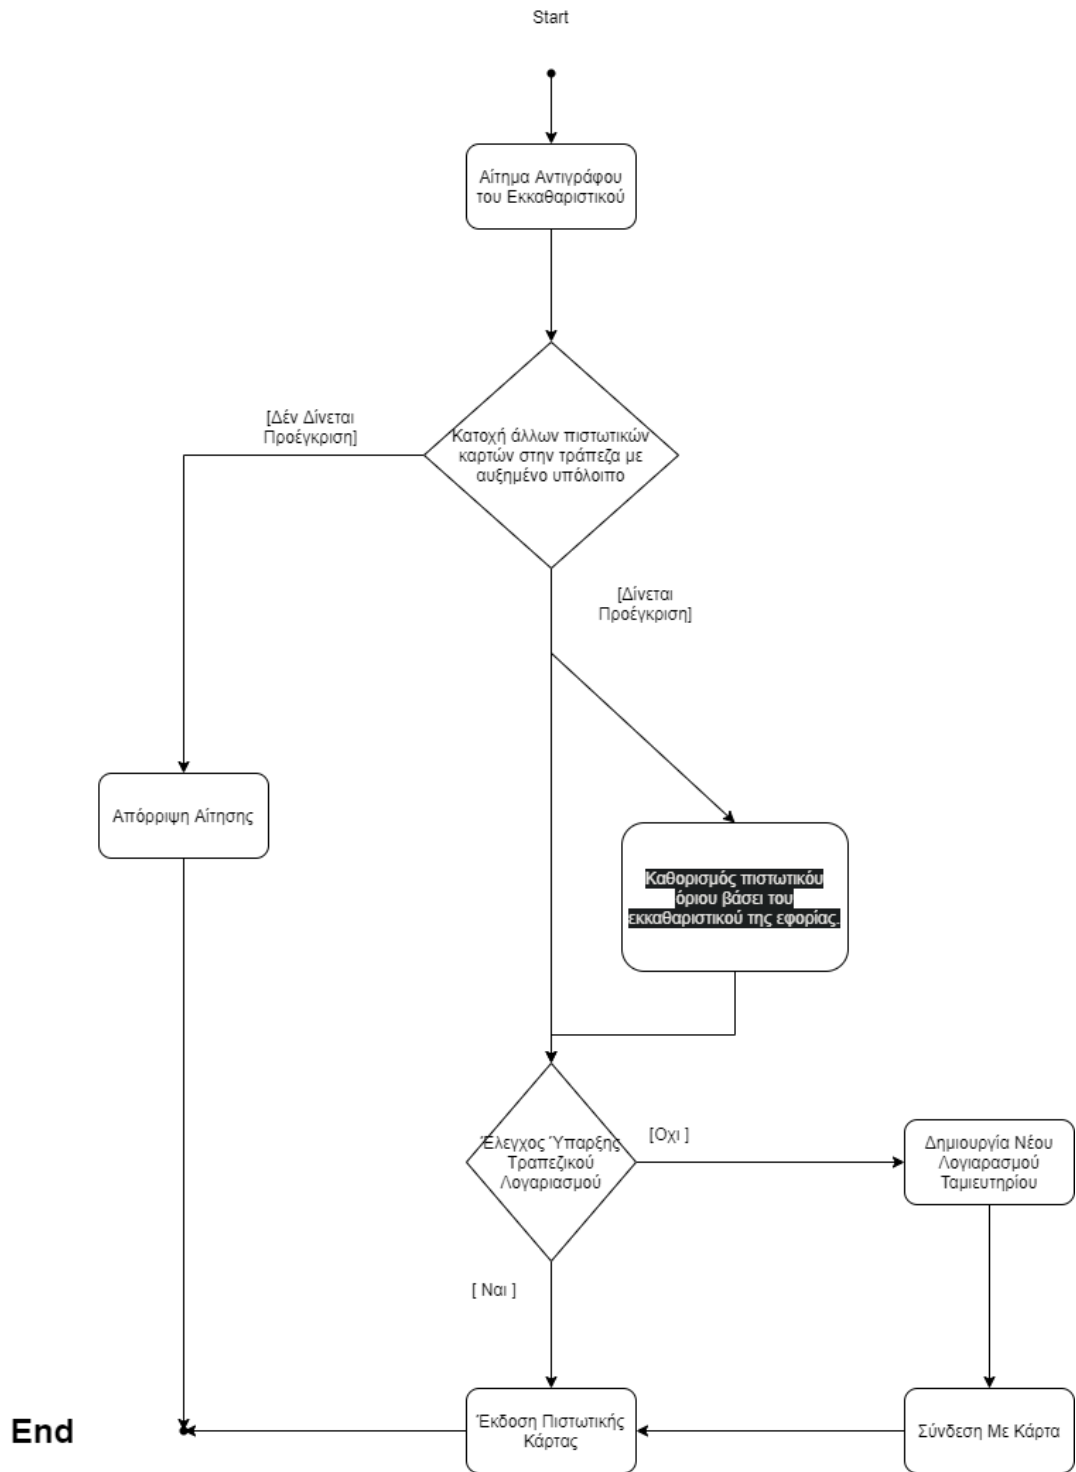 Start
Αίτημα Αντιγράφου
του Εκκαθαριστικού
[Δέν Δίνεται
Προέγκριση]
Κατοχή άλλων πιστωτικών
καρτών στην τράπεζα με
αυξημένο υπόλοιπο
[Δίνεται
Προέγκριση]
Απόρριψη Αίτησης
Καθορισμός πιστωτικόυ
όριου βάσει του
εκκαθαριστικού της εφορίας.
Έλεγχος Ύπαρξης
Τραπεζικού
Λογαριασμού
[Οχι ]
Δημιουργία Νέου
Λογιαρασμού
Ταμιευτηρίου
[ Ναι ]
End
Έκδοση Πιστωτικής
Κάρτας
Σύνδεση Με Κάρτα